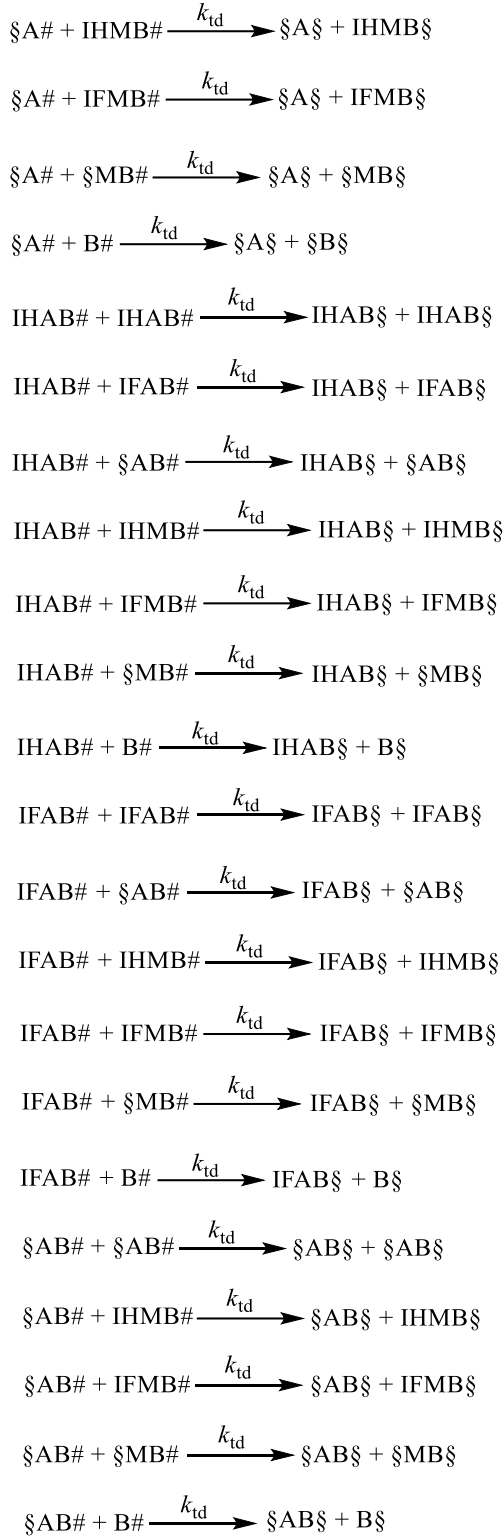 §A# + IHMB# k_td → §A§ + IHMB§
§A# + IFMB# k_td → §A§ + IFMB§
§A# + §MB# k_td → §A§ + §MB§
§A# + B# k_td → §A§ + §B§
IHAB# + IHAB# k_td → IHAB§ + IHAB§
IHAB# + IFAB# k_td → IHAB§ + IFAB§
IHAB# + §AB# k_td → IHAB§ + §AB§
IHAB# + IHMB# k_td → IHAB§ + IHMB§
IHAB# + IFMB# k_td → IHAB§ + IFMB§
IHAB# + §MB# k_td → IHAB§ + §MB§
IHAB# + B# k_td → IHAB§ + B§
IFAB# + IFAB# k_td → IFAB§ + IFAB§
IFAB# + §AB# k_td → IFAB§ + §AB§
IFAB# + IHMB# k_td → IFAB§ + IHMB§
IFAB# + IFMB# k_td → IFAB§ + IFMB§
IFAB# + §MB# k_td → IFAB§ + §MB§
IFAB# + B# k_td → IFAB§ + B§
§AB# + §AB# k_td → §AB§ + §AB§
§AB# + IHMB# k_td → §AB§ + IHMB§
§AB# + IFMB# k_td → §AB§ + IFMB§
§AB# + §MB# k_td → §AB§ + §MB§
§AB# + B# k_td → §AB§ + B§